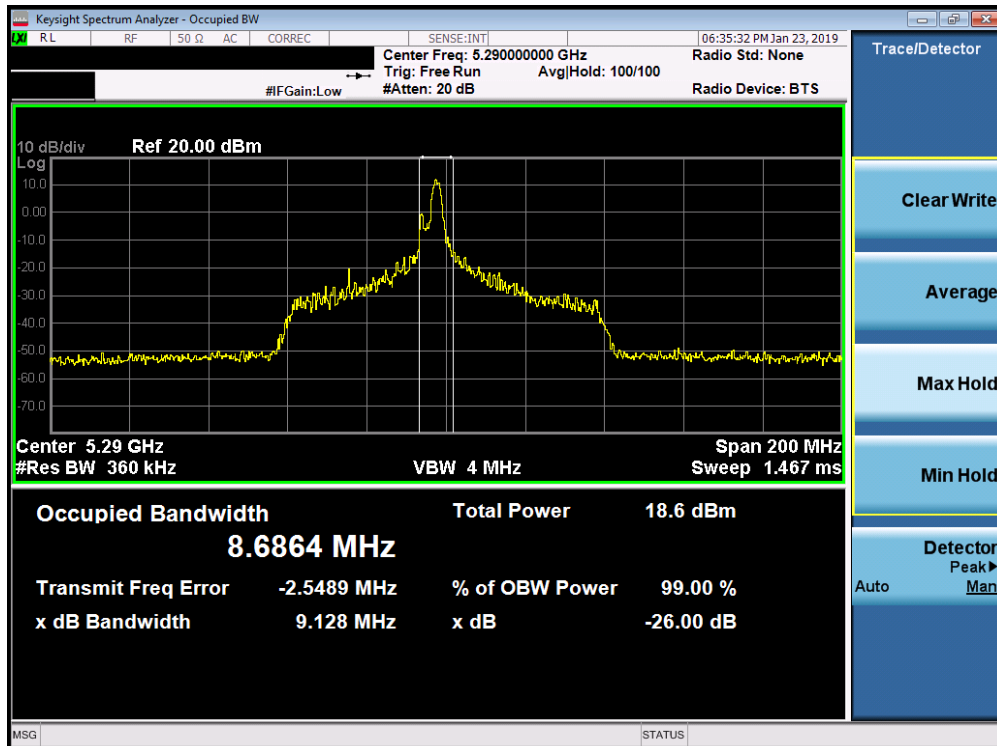 Keysight Spectrum Analyzer - Occupied BW
LXI RL RF 50 Ω AC CORREC SENSE:INT 06:35:32 PM Jan 23, 2019
Center Freq: 5.290000000 GHz Radio Std: None
Trig: Free Run Avg|Hold: 100/100
#IFGain:Low #Atten: 20 dB Radio Device: BTS
Trace/Detector
10 dB/div Ref 20.00 dBm
Log
10.0
0.00
-10.0
-20.0
-30.0
-40.0
-50.0
-60.0
-70.0
Center 5.29 GHz Span 200 MHz
#Res BW 360 kHz VBW 4 MHz Sweep 1.467 ms
Occupied Bandwidth Total Power 18.6 dBm
8.6864 MHz
Transmit Freq Error -2.5489 MHz % of OBW Power 99.00 %
x dB Bandwidth 9.128 MHz x dB -26.00 dB
Clear Write
Average
Max Hold
Min Hold
Detector
Peak▶
Auto Man
MSG STATUS